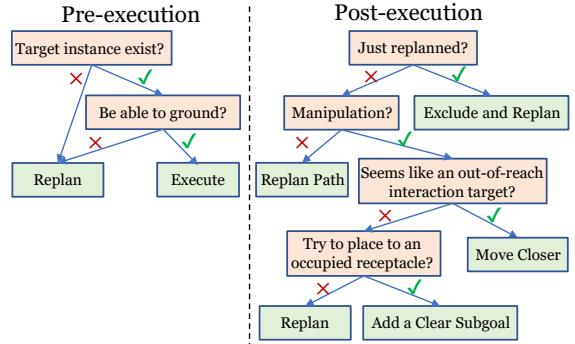 Pre-execution
Target instance exist?
Be able to ground?
Replan
Execute
Post-execution
Just replanned?
Manipulation?
Exclude and Replan
Replan Path
Seems like an out-of-reach
interaction target?
Try to place to an
occupied receptacle?
Move Closer
Replan
Add a Clear Subgoal